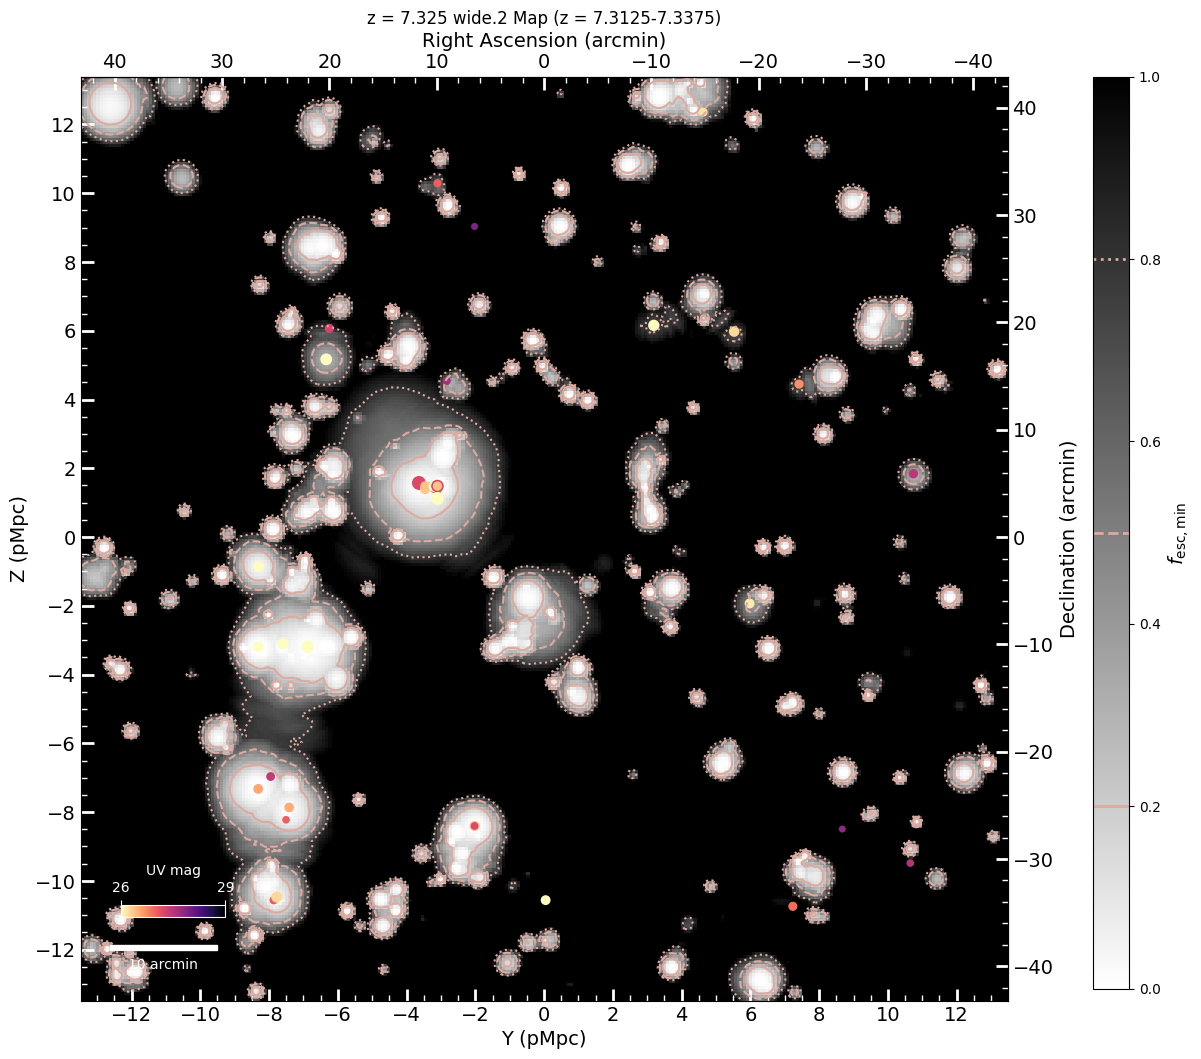 z = 7.325 wide.2 Map (z = 7.3125-7.3375)
Right Ascension (arcmin)
40 30 20 10 0 −10 −20 −30 −40
12
10
8
6
4
2
0
−2
−4
−6
−8
−10
−12
Z (pMpc)
UV mag
26 29
10 arcmin
−12 −10 −8 −6 −4 −2 0 2 4 6 8 10 12
Y (pMpc)
40
30
20
10
0
−10
−20
−30
−40
Declination (arcmin)
1.0
0.8
0.6
0.4
0.2
0.0
fesc,min